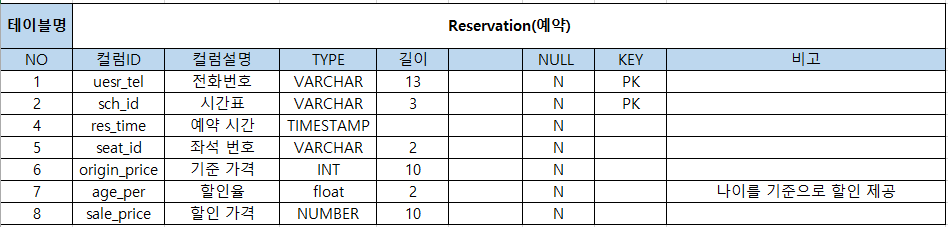 테이블명 Reservation(예약)
NO 컬럼ID 컬럼설명 TYPE 길이 NULL KEY 비고
1 uesr_tel 전화번호 VARCHAR 13 N PK
2 sch_id 시간표 VARCHAR 3 N PK
4 res_time 예약 시간 TIMESTAMP N
5 seat_id 좌석 번호 VARCHAR 2 N
6 origin_price 기준 가격 INT 10 N
7 age_per 할인율 float 2 N 나이를 기준으로 할인 제공
8 sale_price 할인 가격 NUMBER 10 N